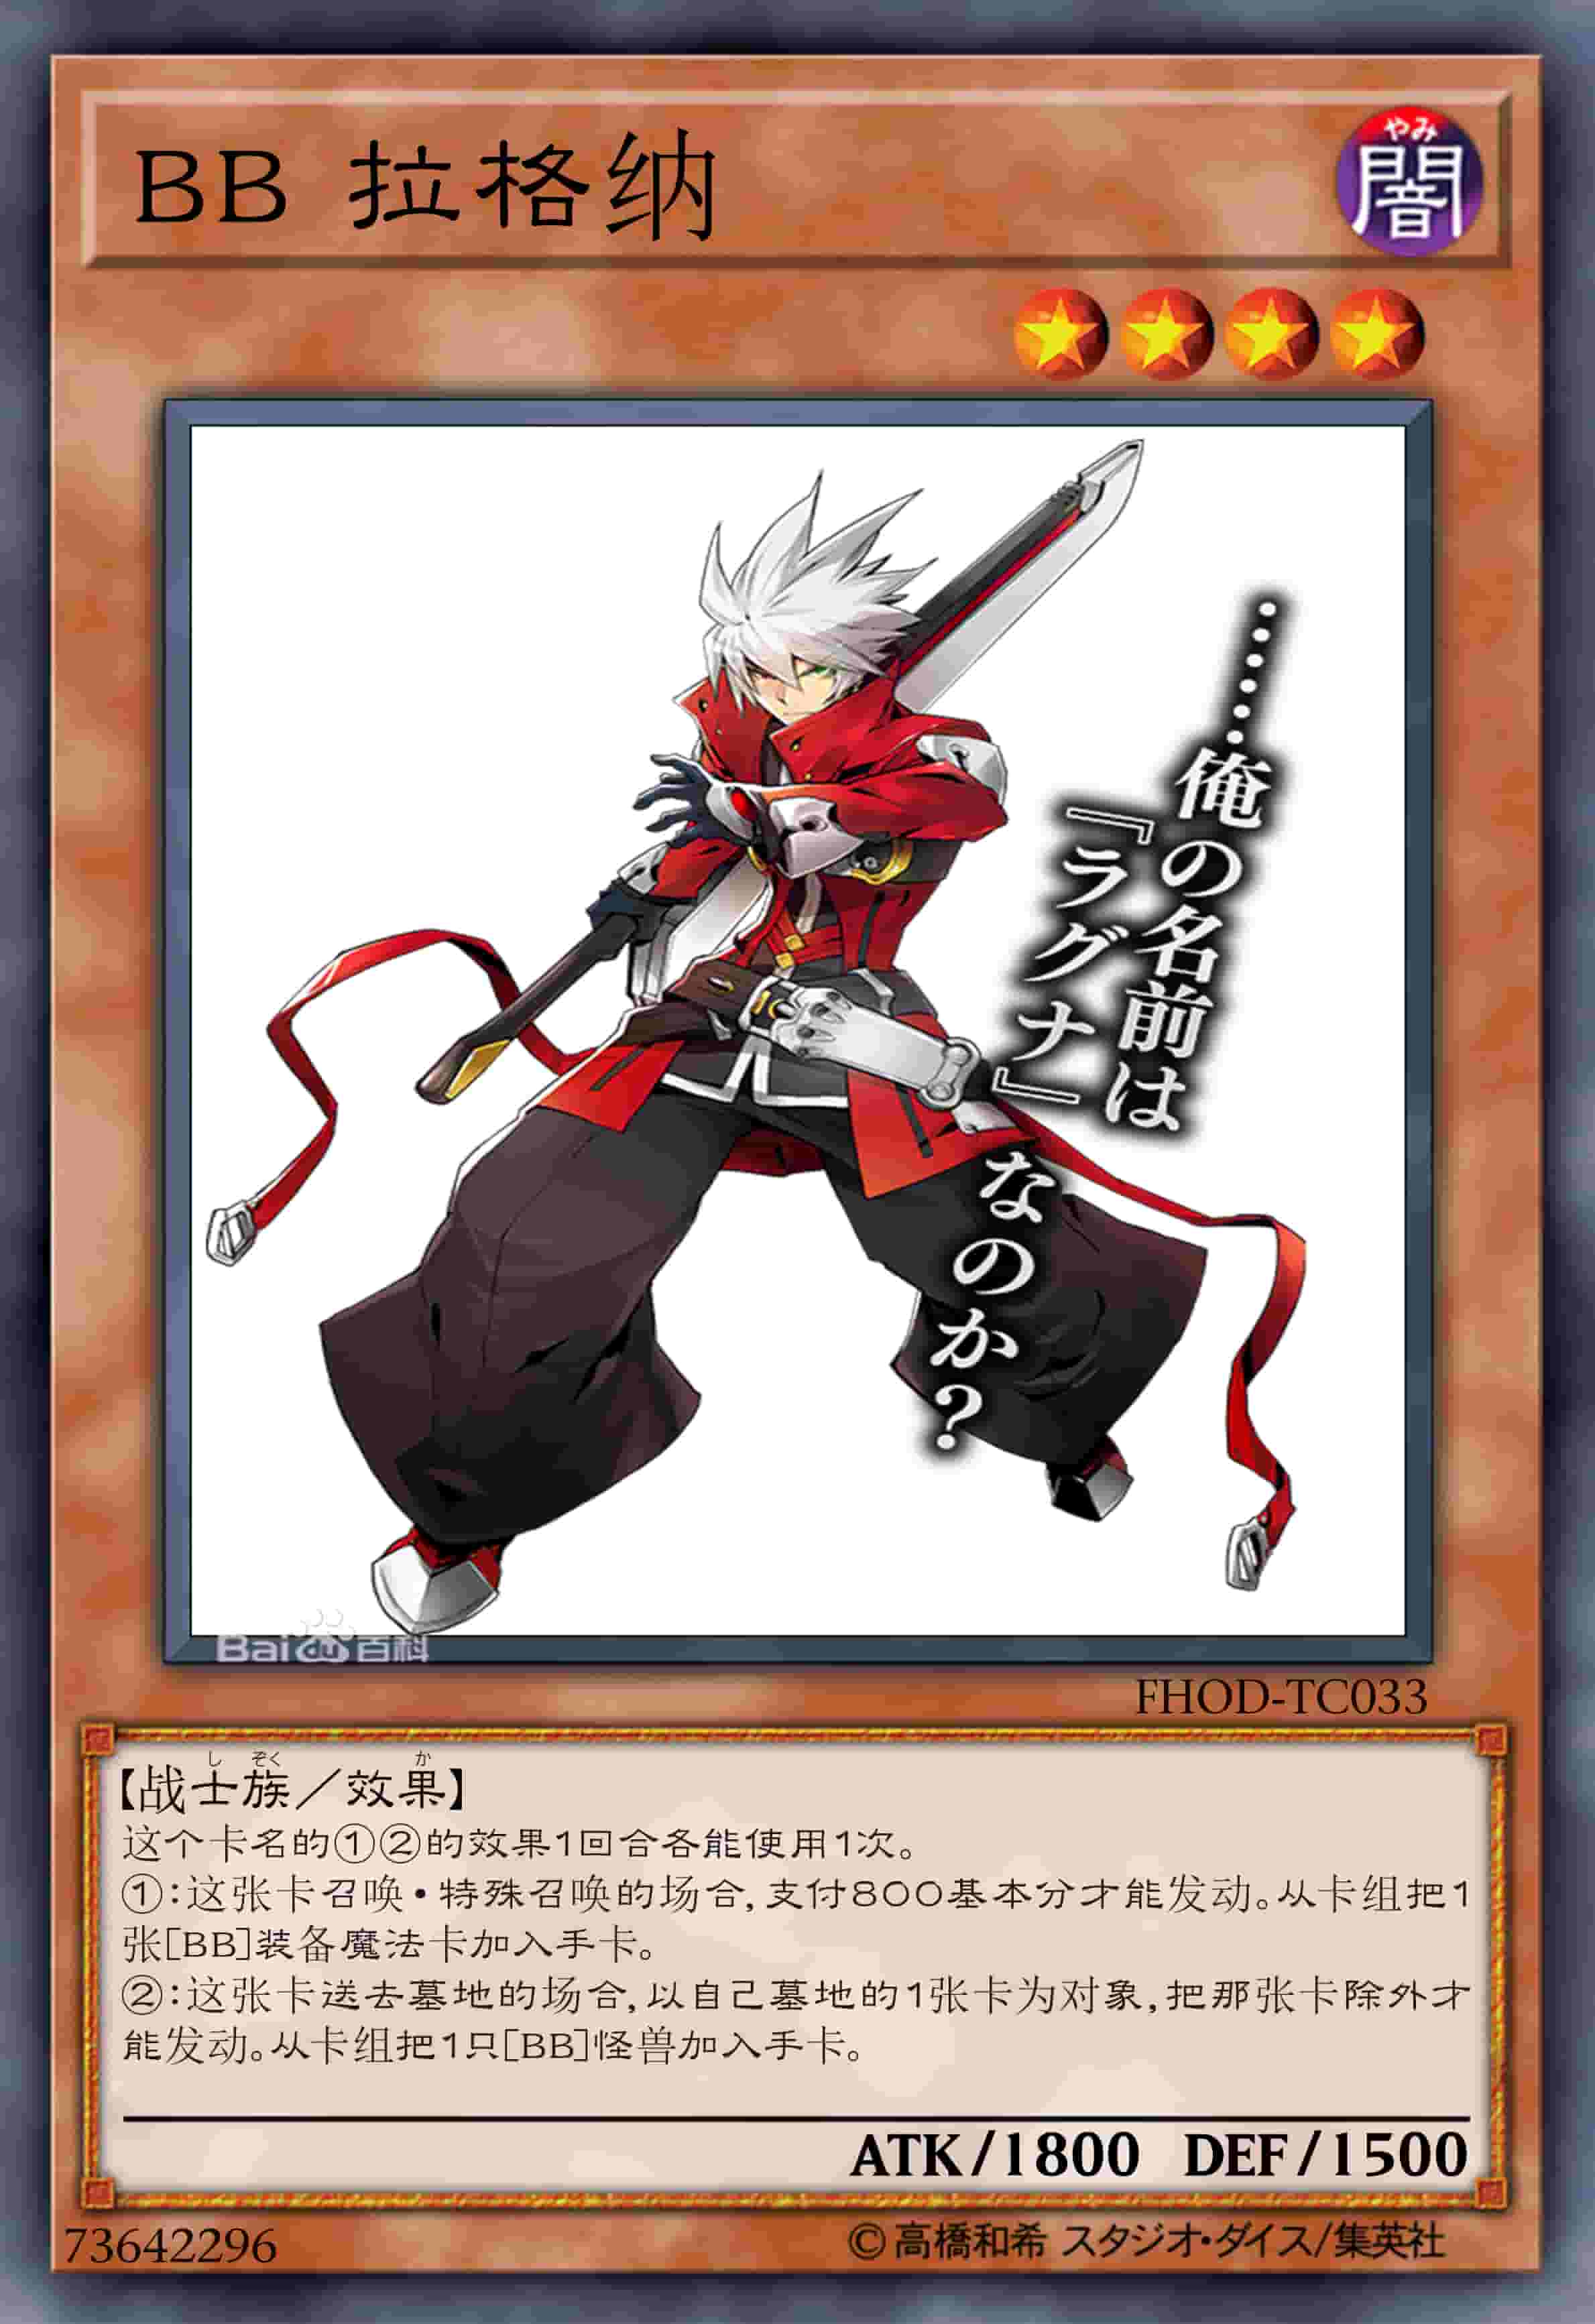 BB 拉格纳
やみ
闇
……俺の名前は
『ラグナ』
なのか?
Baidu百科
FHOD-TC033
しぞく か
【战士族／效果】
这个卡名的①②的效果1回合各能使用1次。
①:这张卡召唤·特殊召唤的场合,支付800基本分才能发动。从卡组把1
张[BB]装备魔法卡加入手卡。
②:这张卡送去墓地的场合,以自己墓地的1张卡为对象,把那张卡除外才
能发动。从卡组把1只[BB]怪兽加入手卡。
ATK/1800 DEF/1500
73642296
©高橋和希 スタジオ·ダイス/集英社